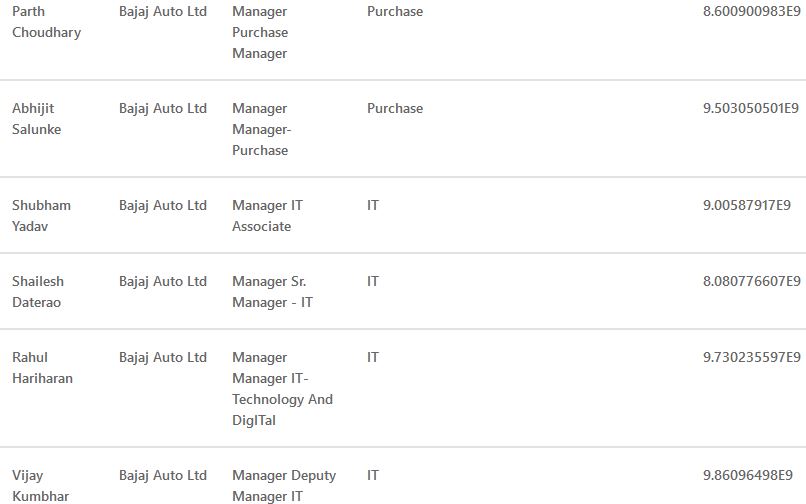 Parth Bajaj Auto Ltd Manager Purchase 8.600900983E9
Choudhary Purchase
Manager
Abhijit Bajaj Auto Ltd Manager Purchase 9.503050501E9
Salunke Manager-
Purchase
Shubham Bajaj Auto Ltd Manager IT IT 9.00587917E9
Yadav Associate
Shailesh Bajaj Auto Ltd Manager Sr. IT 8.080776607E9
Daterao Manager - IT
Rahul Bajaj Auto Ltd Manager IT 9.730235597E9
Hariharan Manager IT-
Technology And
DigITal
Vijay Bajaj Auto Ltd Manager Deputy IT 9.86096498E9
Kumbhar Manager IT